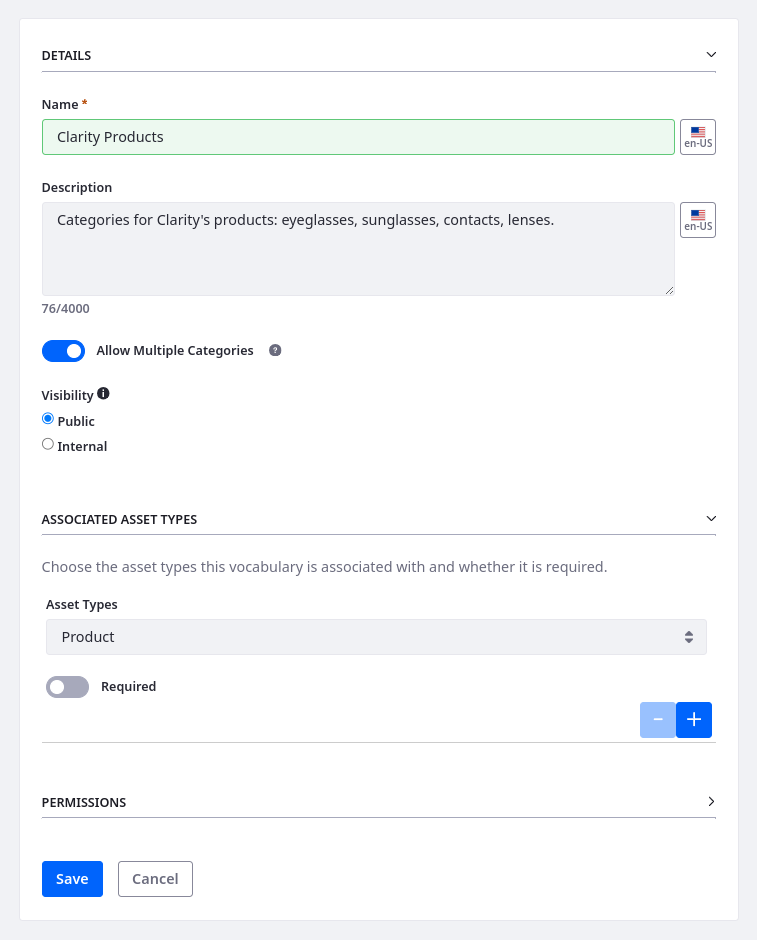 DETAILS
Name *
Clarity Products
en-US
Description
Categories for Clarity's products: eyeglasses, sunglasses, contacts, lenses.
en-US
76/4000
Allow Multiple Categories ?
Visibility i
Public
Internal
ASSOCIATED ASSET TYPES
Choose the asset types this vocabulary is associated with and whether it is required.
Asset Types
Product
Required
− +
PERMISSIONS
Save Cancel